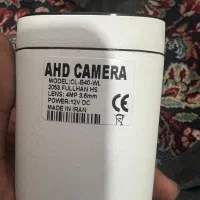 AHD CAMERA
MODEL:CL-B40-WL
2053 FULLHAN HS
LENS: 4MP 3.6mm
POWER:12V DC
MADE IN IRAN
CE